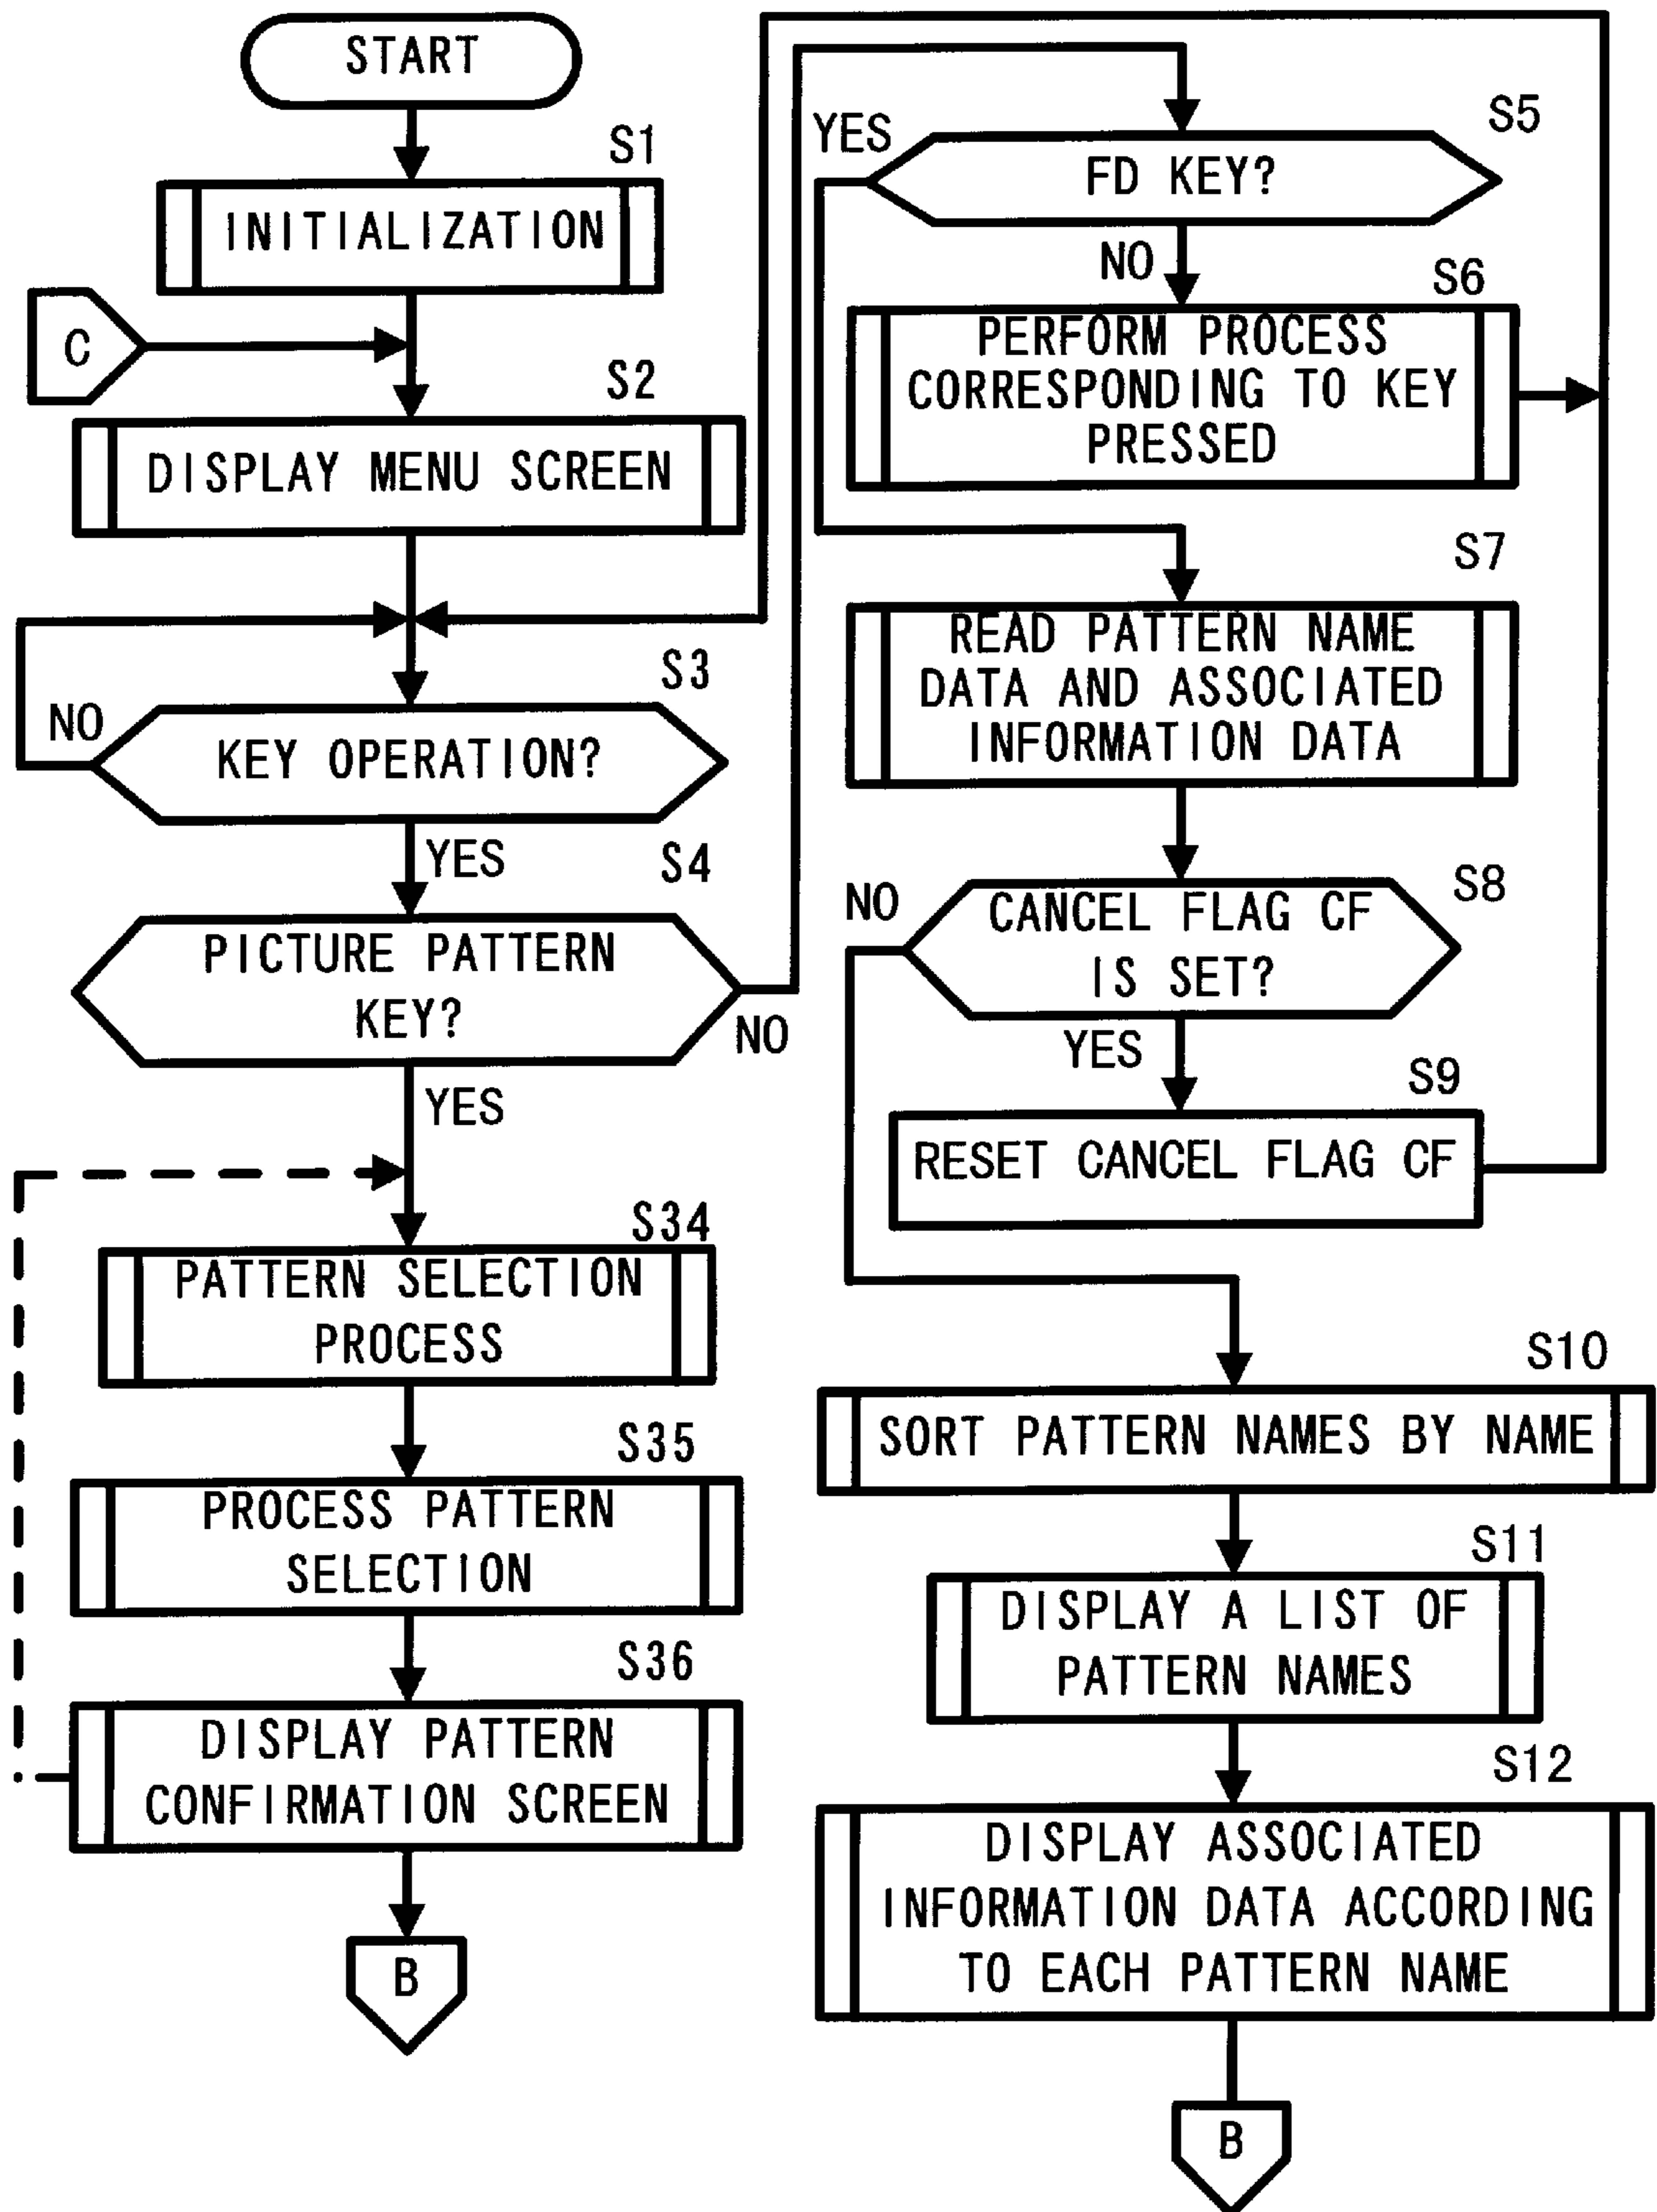 START
S1
INITIALIZATION
C
S2
DISPLAY MENU SCREEN
S3
NO
KEY OPERATION?
YES
S4
PICTURE PATTERN
KEY?
NO
YES
S34
PATTERN SELECTION
PROCESS
S35
PROCESS PATTERN
SELECTION
S36
DISPLAY PATTERN
CONFIRMATION SCREEN
B
S5
YES
FD KEY?
NO
S6
PERFORM PROCESS
CORRESPONDING TO KEY
PRESSED
S7
READ PATTERN NAME
DATA AND ASSOCIATED
INFORMATION DATA
S8
NO
CANCEL FLAG CF
IS SET?
YES
S9
RESET CANCEL FLAG CF
S10
SORT PATTERN NAMES BY NAME
S11
DISPLAY A LIST OF
PATTERN NAMES
S12
DISPLAY ASSOCIATED
INFORMATION DATA ACCORDING
TO EACH PATTERN NAME
B